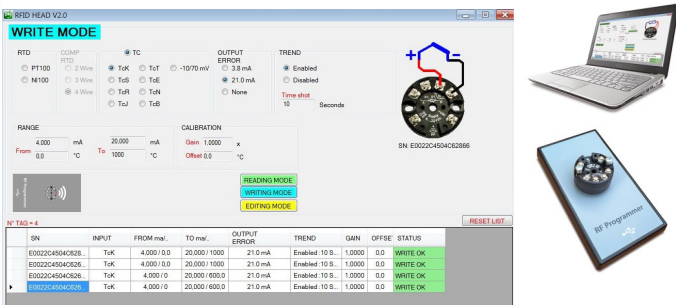 RFID HEAD V2.0
WRITE MODE
RTD
PT100
NI100
COMP RTD
2 Wire
3 Wire
4 Wire
TC
TcK TcT -10/70 mV
TcS TcE
TcR TcN
TcJ TcB
OUTPUT ERROR
3.8 mA
21.0 mA
None
TREND
Enabled
Disabled
Time shot
10 Seconds
+ -
SN: E0022C4504C62866
RANGE
From 4,000 mA To 20,000 mA
0,0 °C 1000 °C
CALIBRATION
Gain 1,0000 x
Offset 0,0 °C
RF Programmer
READING MODE
WRITING MODE
EDITING MODE
N° TAG = 4
RESET LIST
SN INPUT FROM ma/.. TO ma/.. OUTPUT ERROR TREND GAIN OFFSE STATUS
E0022C4504C628... TcK 4,000 / 0,0 20,000 / 1000 21.0 mA Enabled :10 S... 1,0000 0,0 WRITE OK
E0022C4504C626... TcK 4,000 / 0,0 20,000 / 1000 21.0 mA Enabled :10 S... 1,0000 0,0 WRITE OK
E0022C4504C626... TcK 4,000 / 0 20,000 / 600,0 21.0 mA Enabled :10 S... 1,0000 0,0 WRITE OK
E0022C4504C626... TcK 4,000 / 0 20,000 / 600,0 21.0 mA Enabled :10 S... 1,0000 0,0 WRITE OK
RF Programmer